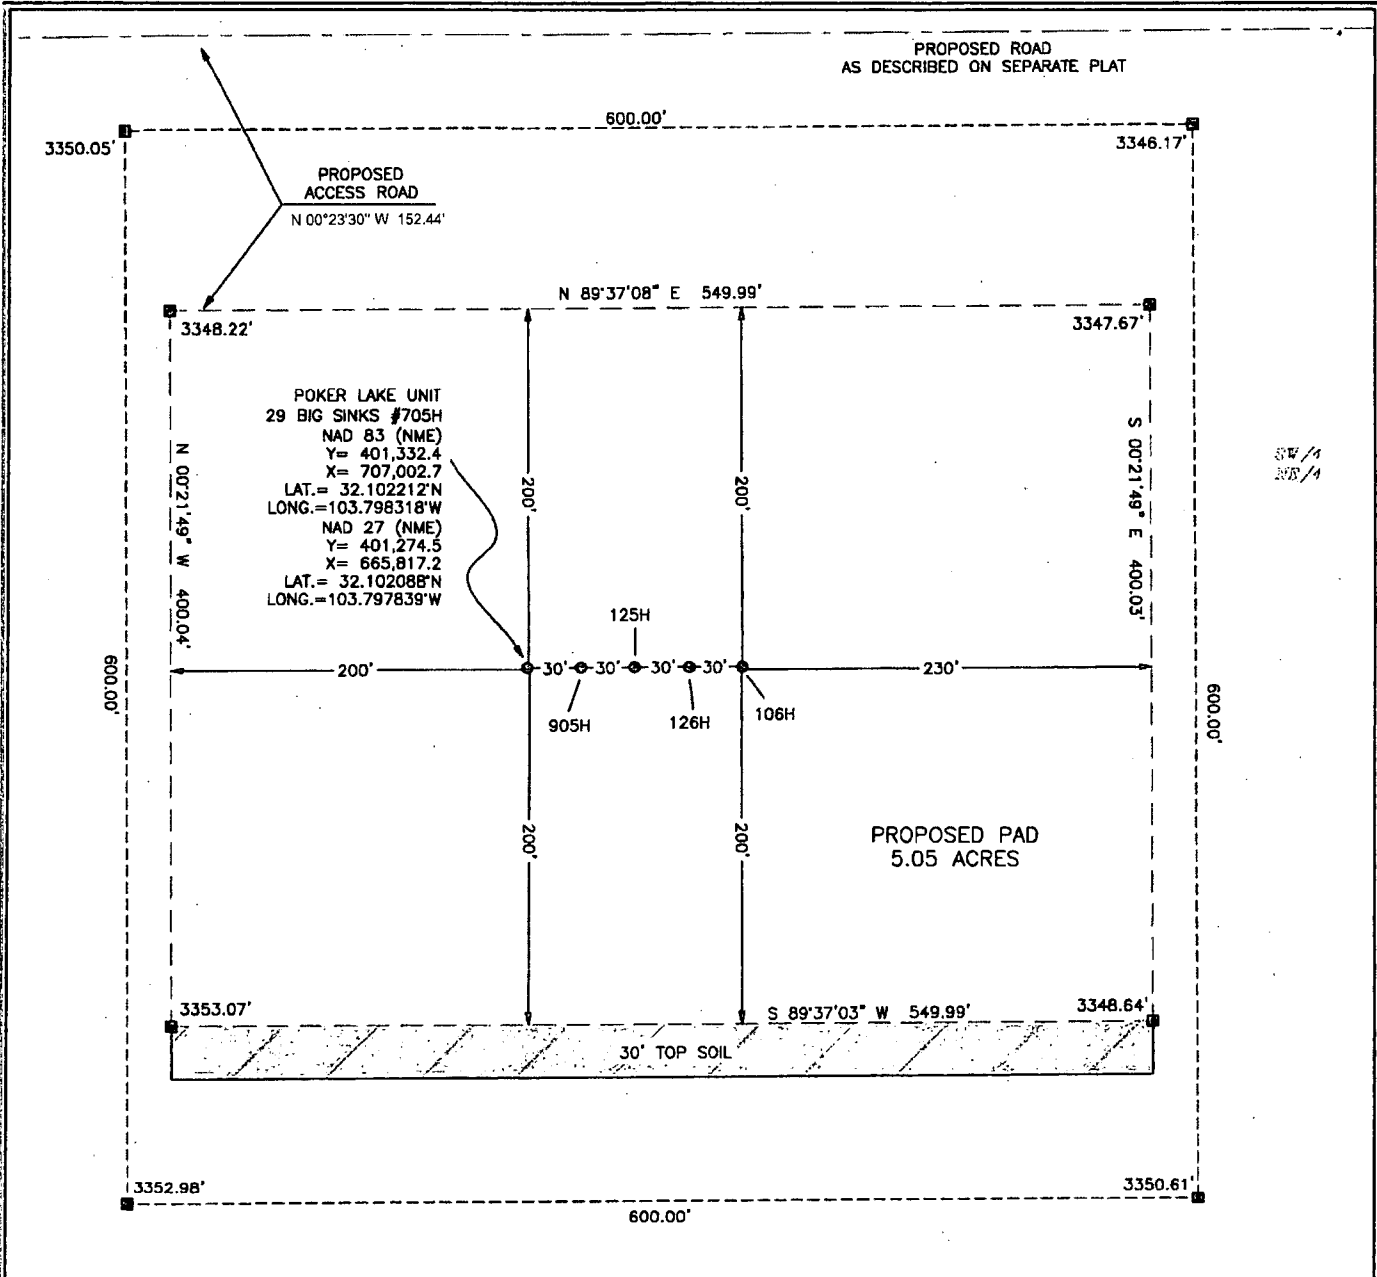 PROPOSED ROAD
AS DESCRIBED ON SEPARATE PLAT
600.00'
3350.05'
3346.17'
PROPOSED
ACCESS ROAD
N 00°23'30" W 152.44'
N 89°37'08" E 549.99'
3348.22'
3347.67'
POKER LAKE UNIT
29 BIG SINKS #705H
NAD 83 (NME)
Y= 401,332.4
X= 707,002.7
LAT.= 32.102212°N
LONG.=103.798318°W
NAD 27 (NME)
Y= 401,274.5
X= 665,817.2
LAT.= 32.102088°N
LONG.=103.797839°W
N 00°21'49" W 400.04'
200'
200'
S 00°21'49" E 400.03'
SW/4
NE/4
125H
600.00'
200'
30'
30'
30'
30'
230'
600.00'
905H
126H
106H
200'
200'
PROPOSED PAD
5.05 ACRES
3353.07'
S 89°37'03" W 549.99'
3348.64'
30' TOP SOIL
3352.98'
3350.61'
600.00'